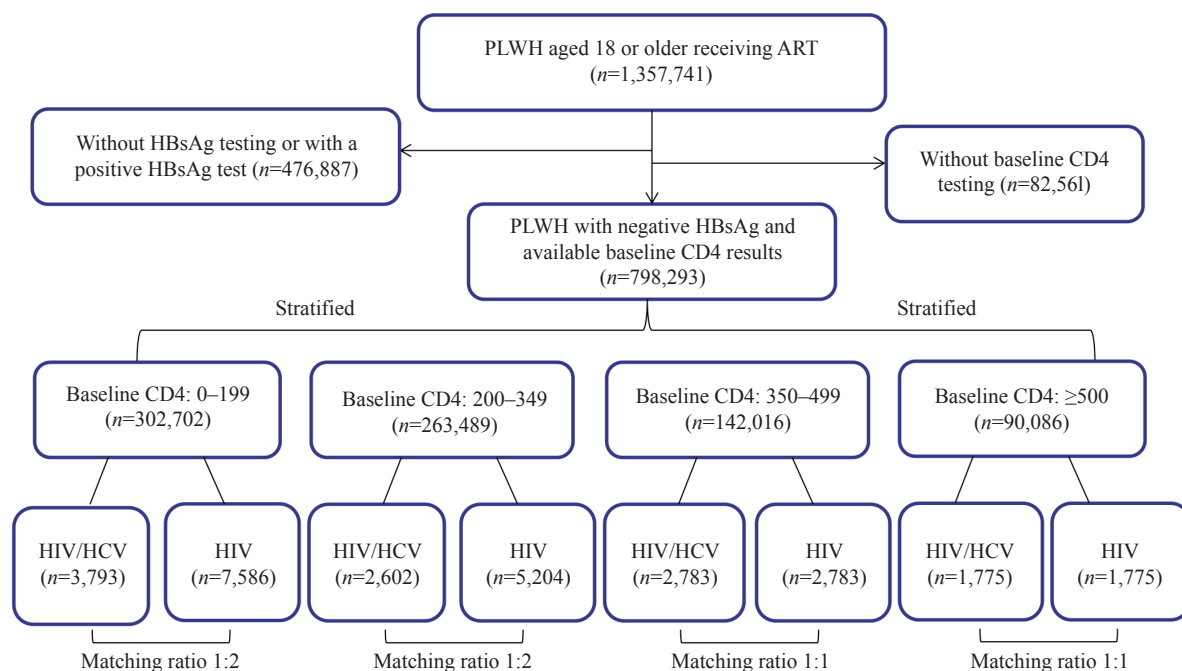 PLWH aged 18 or older receiving ART
(n=1,357,741)
Without HBsAg testing or with a
positive HBsAg test (n=476,887)
Without baseline CD4
testing (n=82,56l)
PLWH with negative HBsAg and
available baseline CD4 results
(n=798,293)
Stratified
Stratified
Baseline CD4: 0–199
(n=302,702)
Baseline CD4: 200–349
(n=263,489)
Baseline CD4: 350–499
(n=142,016)
Baseline CD4: ≥500
(n=90,086)
HIV/HCV
(n=3,793)
HIV
(n=7,586)
HIV/HCV
(n=2,602)
HIV
(n=5,204)
HIV/HCV
(n=2,783)
HIV
(n=2,783)
HIV/HCV
(n=1,775)
HIV
(n=1,775)
Matching ratio 1:2
Matching ratio 1:2
Matching ratio 1:1
Matching ratio 1:1